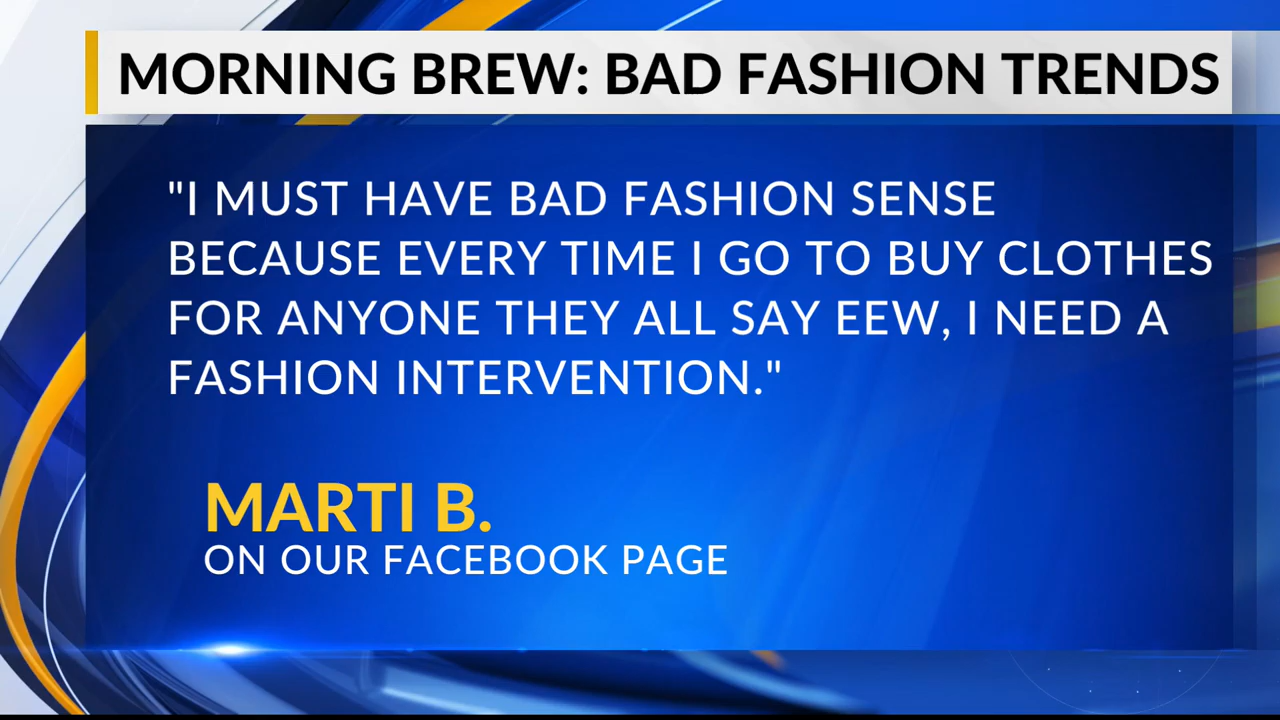 MORNING BREW: BAD FASHION TRENDS
"I MUST HAVE BAD FASHION SENSE
BECAUSE EVERY TIME I GO TO BUY CLOTHES
FOR ANYONE THEY ALL SAY EEW, I NEED A
FASHION INTERVENTION."
MARTI B.
ON OUR FACEBOOK PAGE